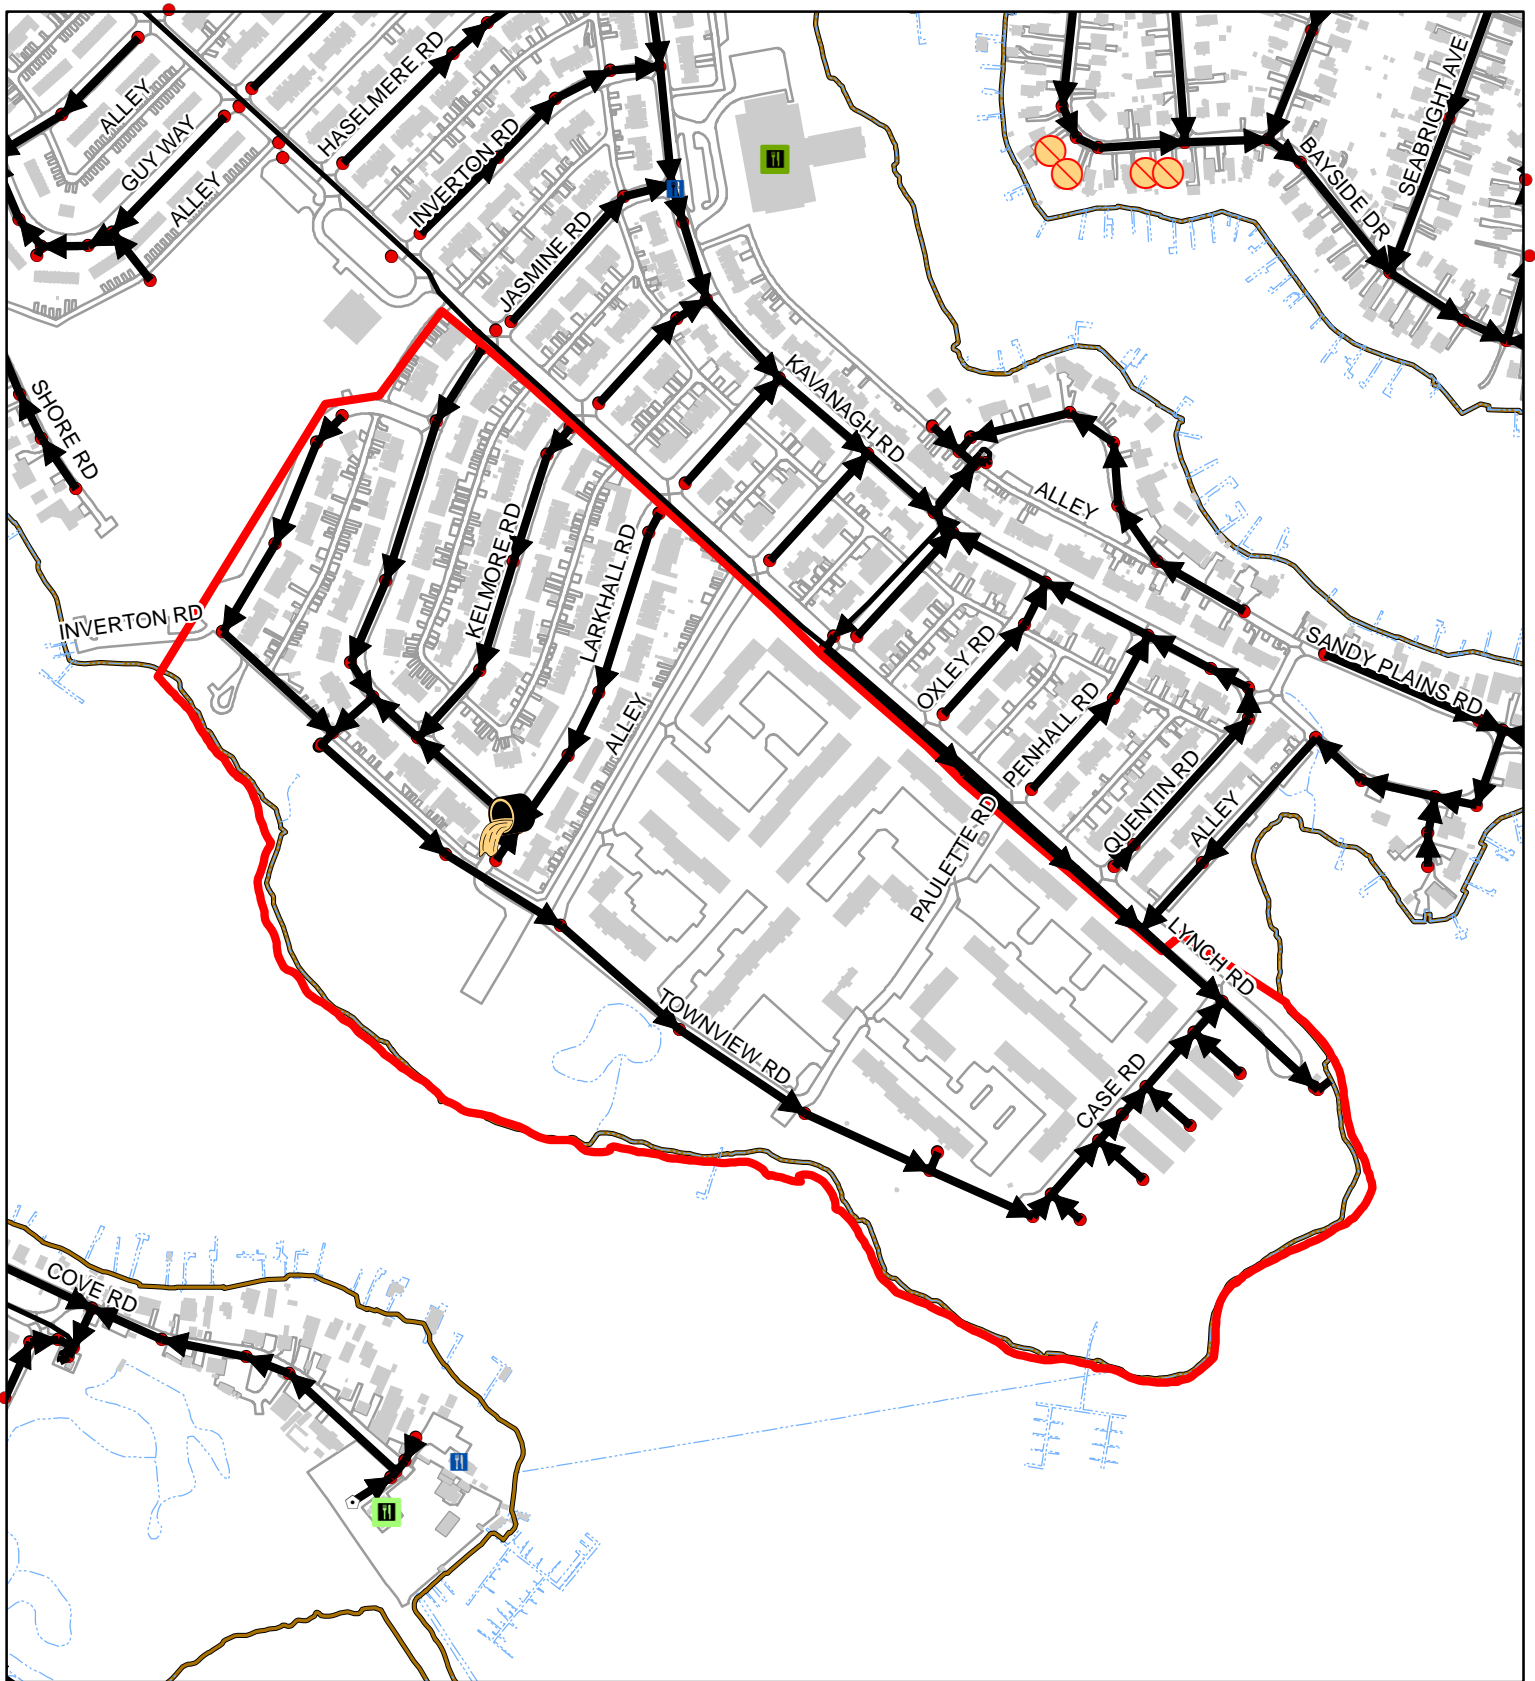 HASELMERE RD
SEABRIGHT AVE
ALLEY
GUY WAY
INVERTON RD
BAYSIDE DR
ALLEY
JASMINE RD
KAVANAGH RD
SHORE RD
ALLEY
KELMORE RD
LARKHALL RD
INVERTON RD
SANDY PLAINS RD
OXLEY RD
PENHALL RD
ALLEY
QUENTIN RD
ALLEY
PAULETTE RD
LYNCH RD
TOWNVIEW RD
CASE RD
COVE RD